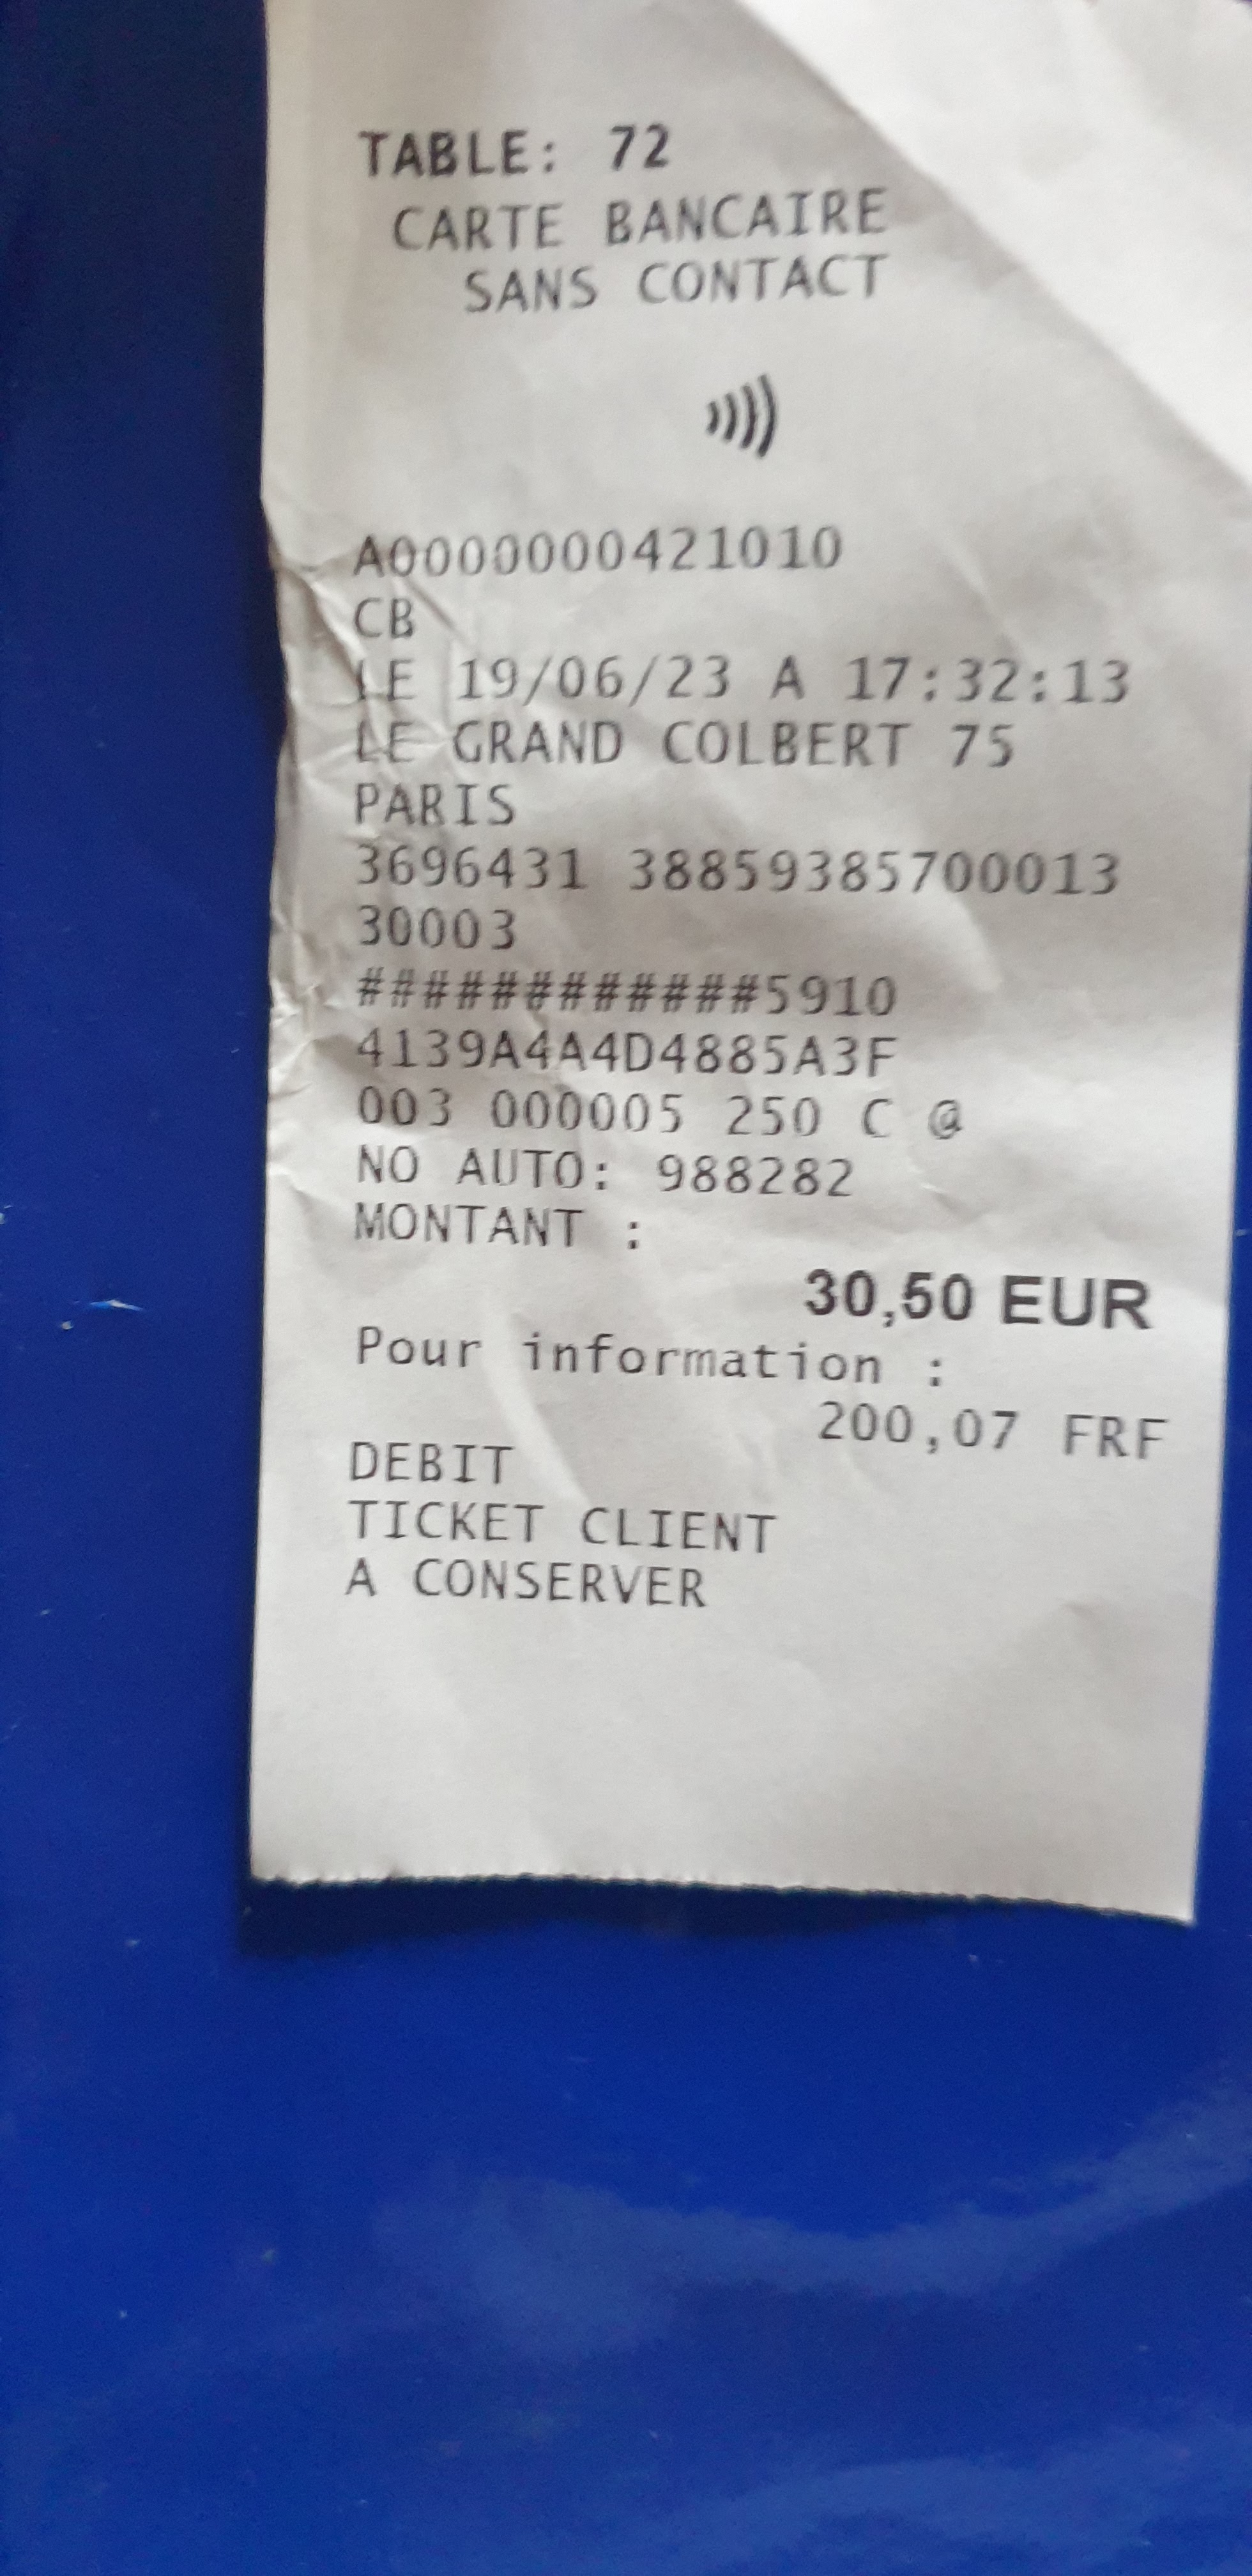 TABLE: 72
CARTE BANCAIRE
SANS CONTACT
A0000000421010
CB
LE 19/06/23 A 17:32:13
LE GRAND COLBERT 75
PARIS
3696431 38859385700013
30003
############5910
4139A4A4D4885A3F
003 000005 250 C @
NO AUTO: 988282
MONTANT :
30,50 EUR
Pour information :
200,07 FRF
DEBIT
TICKET CLIENT
A CONSERVER